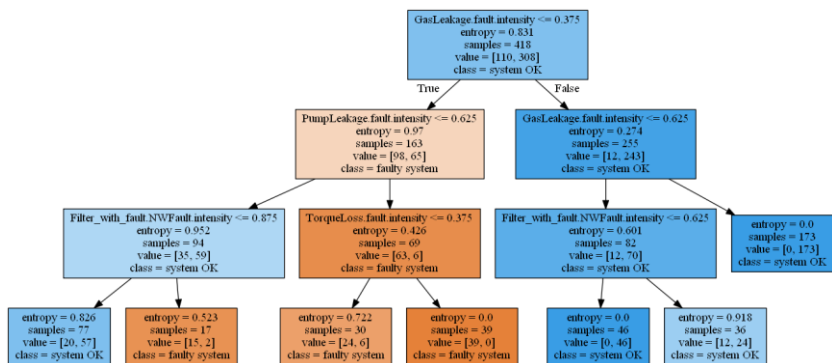 GasLeakage.fault.intensity <= 0.375
entropy = 0.831
samples = 418
value = [110, 308]
class = system OK
True
False
PumpLeakage.fault.intensity <= 0.625
entropy = 0.97
samples = 163
value = [98, 65]
class = faulty system
GasLeakage.fault.intensity <= 0.625
entropy = 0.274
samples = 255
value = [12, 243]
class = system OK
Filter_with_fault.NWFault.intensity <= 0.875
entropy = 0.952
samples = 94
value = [35, 59]
class = system OK
TorqueLoss.fault.intensity <= 0.375
entropy = 0.426
samples = 69
value = [63, 6]
class = faulty system
Filter_with_fault.NWFault.intensity <= 0.625
entropy = 0.601
samples = 82
value = [12, 70]
class = system OK
entropy = 0.0
samples = 173
value = [0, 173]
class = system OK
entropy = 0.826
samples = 77
value = [20, 57]
class = system OK
entropy = 0.523
samples = 17
value = [15, 2]
class = faulty system
entropy = 0.722
samples = 30
value = [24, 6]
class = faulty system
entropy = 0.0
samples = 39
value = [39, 0]
class = faulty system
entropy = 0.0
samples = 46
value = [0, 46]
class = system OK
entropy = 0.918
samples = 36
value = [12, 24]
class = system OK